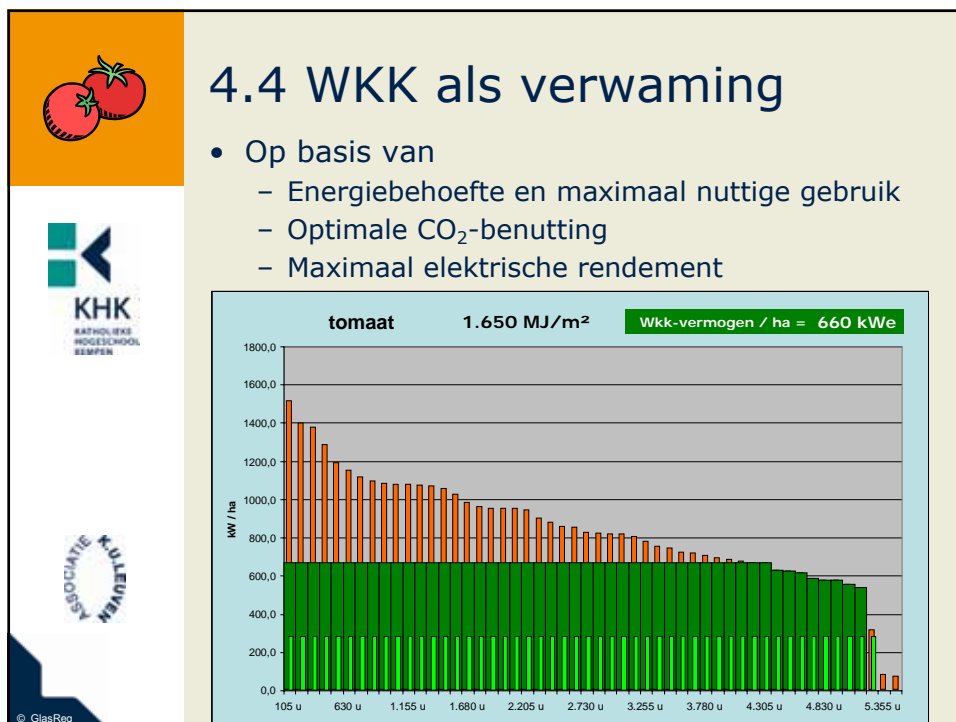 4.4 WKK als verwaming
• Op basis van
– Energiebehoefte en maximaal nuttige gebruik
– Optimale CO₂-benutting
– Maximaal elektrische rendement
KHK
KATHOLIEKE
HOGESCHOOL
KEMPEN
ASSOCIATIE
K.U.LEUVEN
© GlasReg
tomaat 1.650 MJ/m² Wkk-vermogen / ha = 660 kWe
kW / ha
1800,0
1600,0
1400,0
1200,0
1000,0
800,0
600,0
400,0
200,0
0,0
105 u 630 u 1.155 u 1.680 u 2.205 u 2.730 u 3.255 u 3.780 u 4.305 u 4.830 u 5.355 u